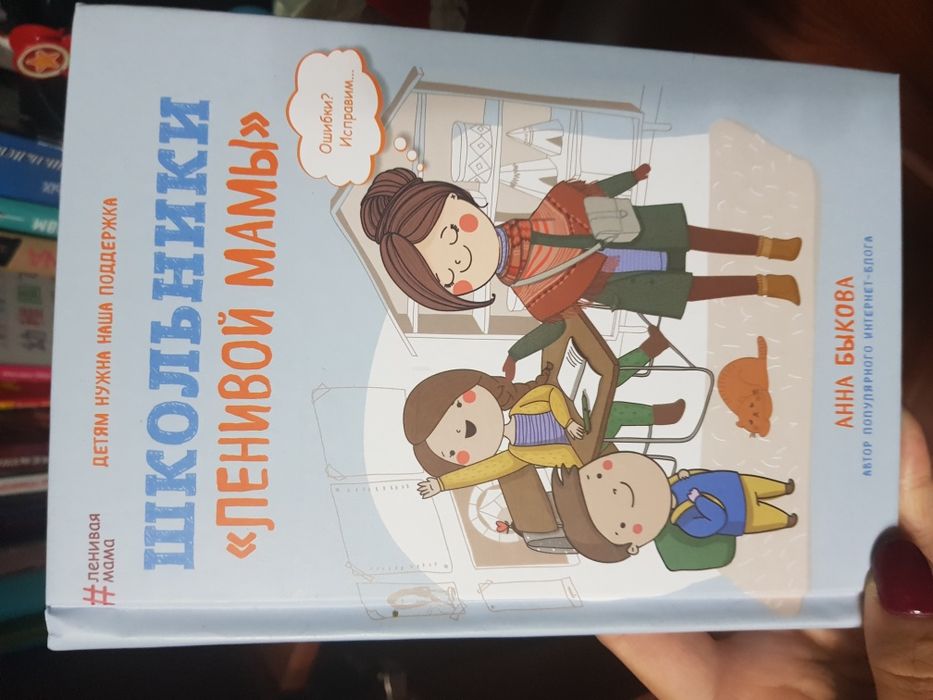 #ленивая
мама
ДЕТЯМ НУЖНА НАША ПОДДЕРЖКА
ШКОЛЬНИКИ
«ЛЕНИВОЙ МАМЫ»
Ошибки?
Исправим...
АННА БЫКОВА
АВТОР ПОПУЛЯРНОГО ИНТЕРНЕТ-БЛОГА